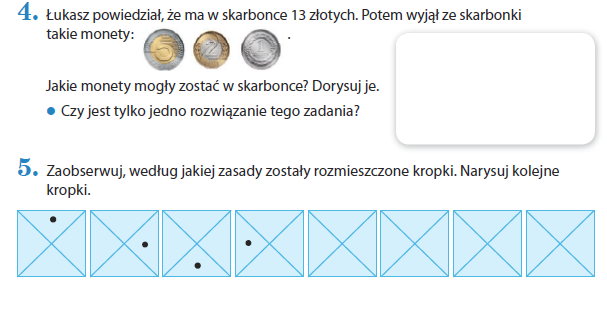 4. Łukasz powiedział, że ma w skarbonce 13 złotych. Potem wyjął ze skarbonki
takie monety: 5 2 1 .
Jakie monety mogły zostać w skarbonce? Dorysuj je.
• Czy jest tylko jedno rozwiązanie tego zadania?
5. Zaobserwuj, według jakiej zasady zostały rozmieszczone kropki. Narysuj kolejne
kropki.